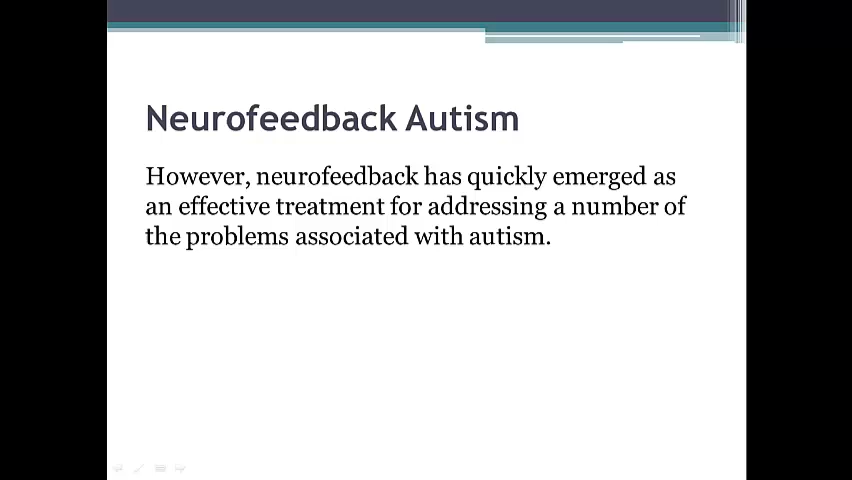 Neurofeedback Autism
However, neurofeedback has quickly emerged as
an effective treatment for addressing a number of
the problems associated with autism.